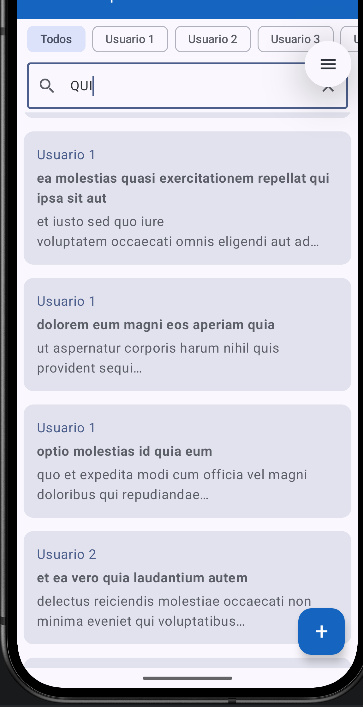 Todos Usuario 1 Usuario 2 Usuario 3
QUI
Usuario 1
ea molestias quasi exercitationem repellat qui
ipsa sit aut
et iusto sed quo iure
voluptatem occaecati omnis eligendi aut ad…
Usuario 1
dolorem eum magni eos aperiam quia
ut aspernatur corporis harum nihil quis
provident sequi…
Usuario 1
optio molestias id quia eum
quo et expedita modi cum officia vel magni
doloribus qui repudiandae…
Usuario 2
et ea vero quia laudantium autem
delectus reiciendis molestiae occaecati non
minima eveniet qui voluptatibus…